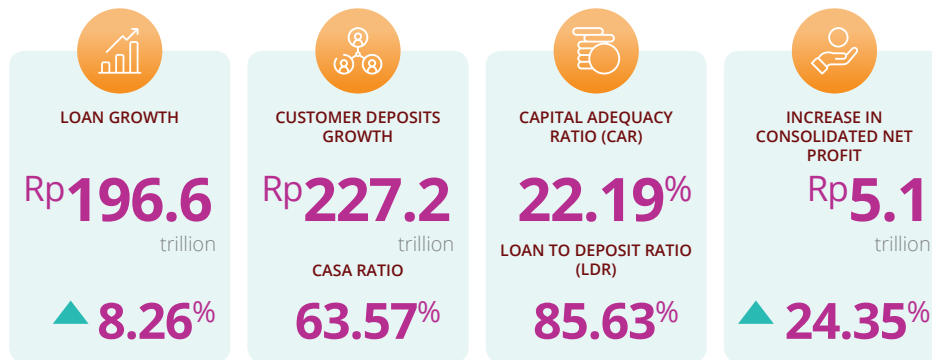 LOAN GROWTH
Rp196.6
trillion
8.26%
CUSTOMER DEPOSITS
GROWTH
Rp227.2
trillion
CASA RATIO
63.57%
CAPITAL ADEQUACY
RATIO (CAR)
22.19%
LOAN TO DEPOSIT RATIO
(LDR)
85.63%
INCREASE IN
CONSOLIDATED NET
PROFIT
Rp5.1
trillion
24.35%